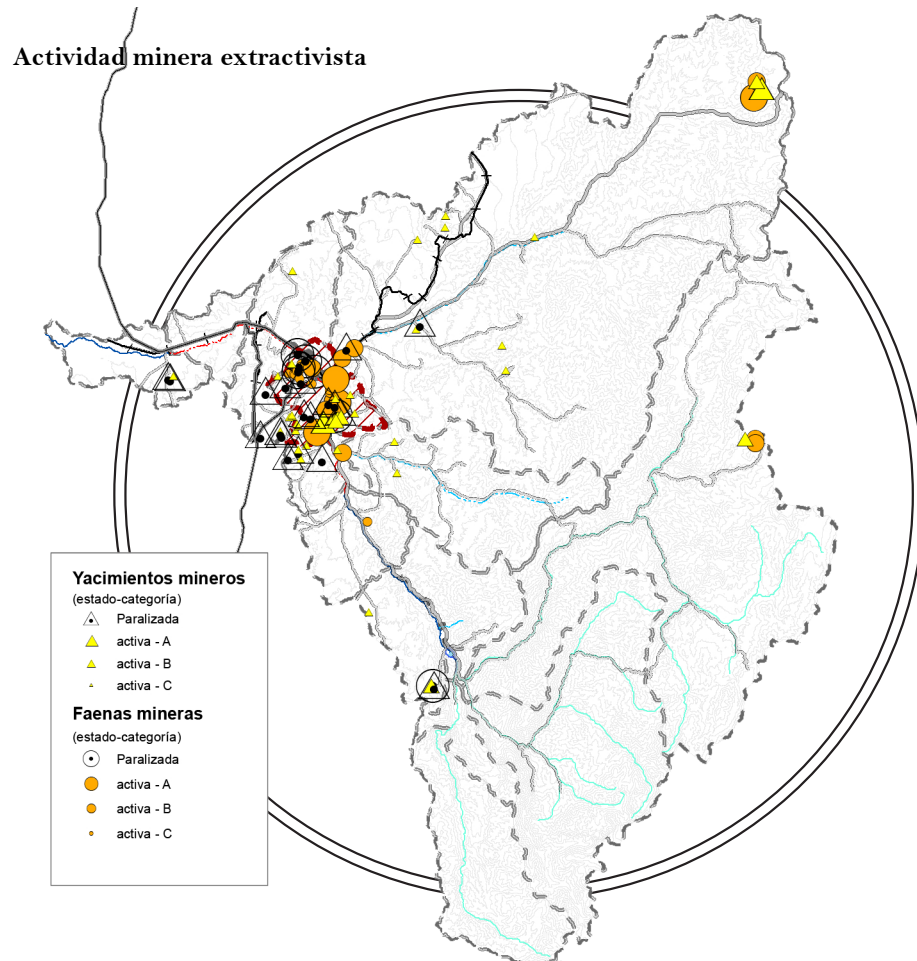 Actividad minera extractivista
Yacimientos mineros
(estado-categoría)
Paralizada
activa - A
activa - B
activa - C
Faenas mineras
(estado-categoría)
Paralizada
activa - A
activa - B
activa - C